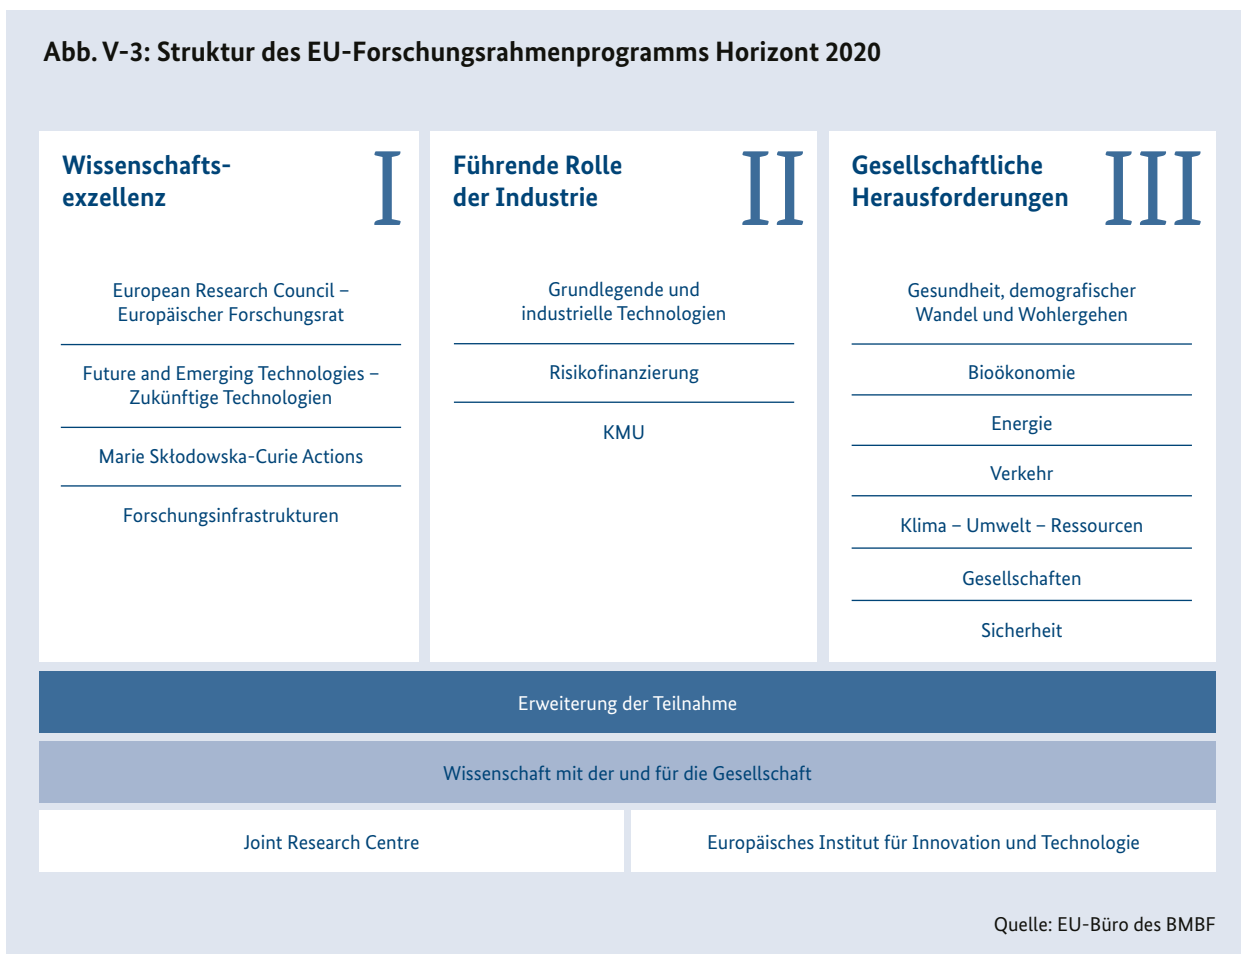 Abb. V-3: Struktur des EU-Forschungsrahmenprogramms Horizont 2020
Wissenschafts-
exzellenz
I
European Research Council –
Europäischer Forschungsrat
Future and Emerging Technologies –
Zukünftige Technologien
Marie Skłodowska-Curie Actions
Forschungsinfrastrukturen
Führende Rolle
der Industrie
II
Grundlegende und
industrielle Technologien
Risikofinanzierung
KMU
Gesellschaftliche
Herausforderungen
III
Gesundheit, demografischer
Wandel und Wohlergehen
Bioökonomie
Energie
Verkehr
Klima – Umwelt – Ressourcen
Gesellschaften
Sicherheit
Erweiterung der Teilnahme
Wissenschaft mit der und für die Gesellschaft
Joint Research Centre
Europäisches Institut für Innovation und Technologie
Quelle: EU-Büro des BMBF